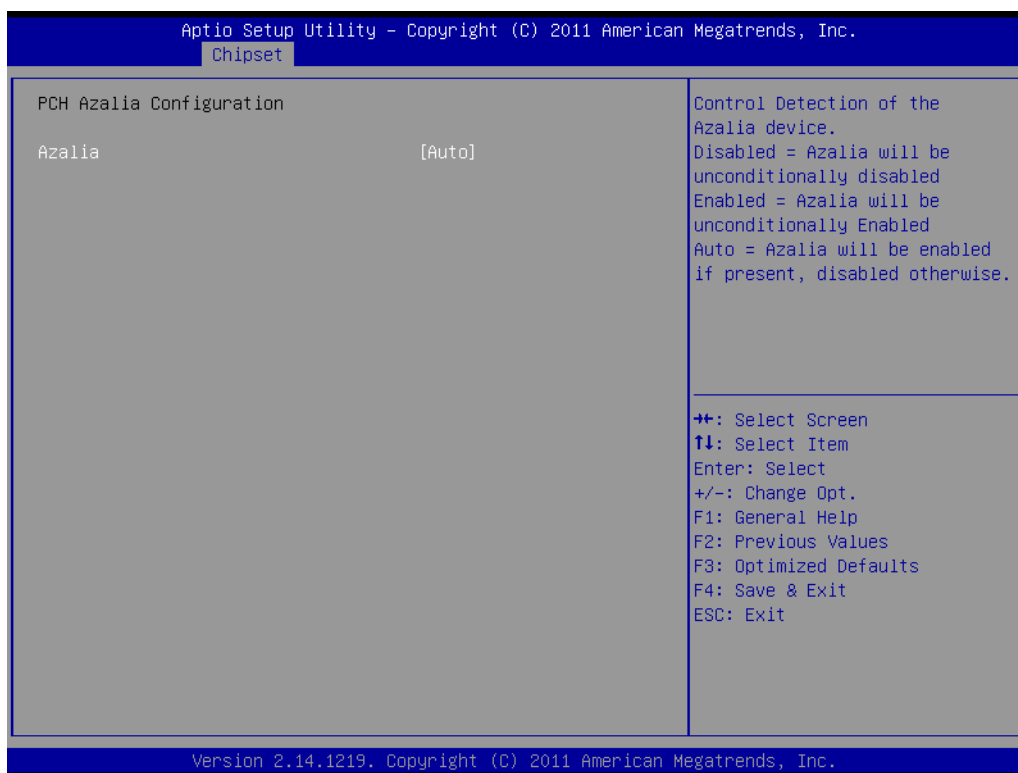 Aptio Setup Utility – Copyright (C) 2011 American Megatrends, Inc.
Chipset
PCH Azalia Configuration
Azalia [Auto]
Control Detection of the
Azalia device.
Disabled = Azalia will be
unconditionally disabled
Enabled = Azalia will be
unconditionally Enabled
Auto = Azalia will be enabled
if present, disabled otherwise.
→←: Select Screen
↑↓: Select Item
Enter: Select
+/-: Change Opt.
F1: General Help
F2: Previous Values
F3: Optimized Defaults
F4: Save & Exit
ESC: Exit
Version 2.14.1219. Copyright (C) 2011 American Megatrends, Inc.